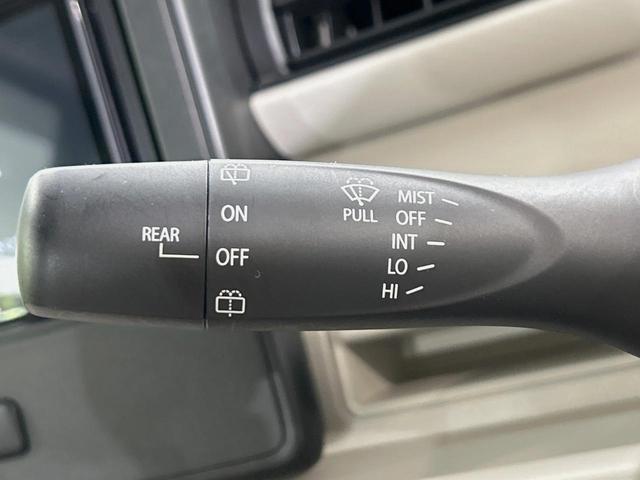 REAR
ON
OFF
PULL
MIST
OFF
INT
LO
HI